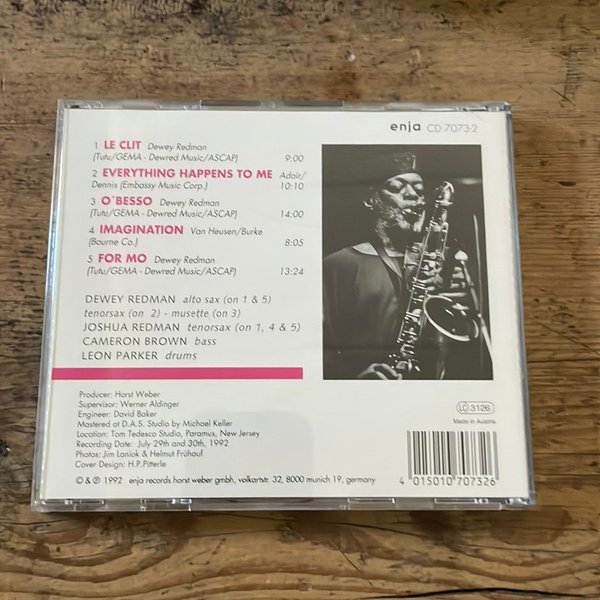 enja CD 7073-2
1 LE CLIT Dewey Redman
(Tutu/GEMA - Dewred Music/ASCAP) 9:00
2 EVERYTHING HAPPENS TO ME Adair/
Dennis (Embassy Music Corp.) 10:10
3 O´BESSO Dewey Redman
(Tutu/GEMA - Dewred Music/ASCAP) 14:00
4 IMAGINATION Van Heusen/Burke
(Bourne Co.) 8:05
5 FOR MO Dewey Redman
(Tutu/GEMA - Dewred Music/ASCAP) 13:24
DEWEY REDMAN alto sax (on 1 & 5)
tenorsax (on 2) - musette (on 3)
JOSHUA REDMAN tenorsax (on 1, 4 & 5)
CAMERON BROWN bass
LEON PARKER drums
Producer: Horst Weber
Supervisor: Werner Aldinger
Engineer: David Baker
Mastered at D.A.S. Studio by Michael Keller
Location: Tom Tedesco Studio, Paramus, New Jersey
Recording Date: July 29th and 30th, 1992
Photos: Jim Laniok & Helmut Frühauf
Cover Design: H.P.Pitterle
© & ℗ 1992 enja records horst weber gmbh, volkartstr. 32, 8000 munich 19, germany
LC 3126
Made in Austria
4 015010 707326